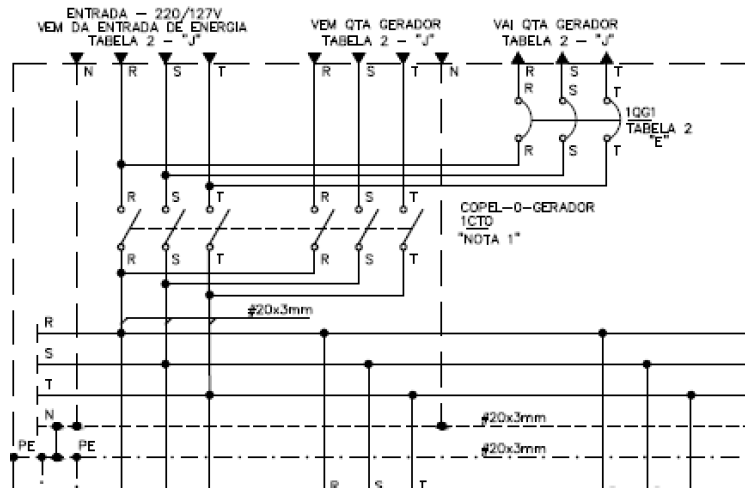 ENTRADA - 220/127V
VEM DA ENTRADA DE ENERGIA
TABELA 2 - "J"
VEM QTA GERADOR
TABELA 2 - "J"
VAI QTA GERADOR
TABELA 2 - "J"
N R S T R S T N R S T
R S T
1QG1
TABELA 2
"E"
R S T
R S T R S T
COPEL-0-GERADOR
1CTO
"NOTA 1"
R S T R S T
#20x3mm
R
S
T
N
#20x3mm
PE PE
#20x3mm
R S T